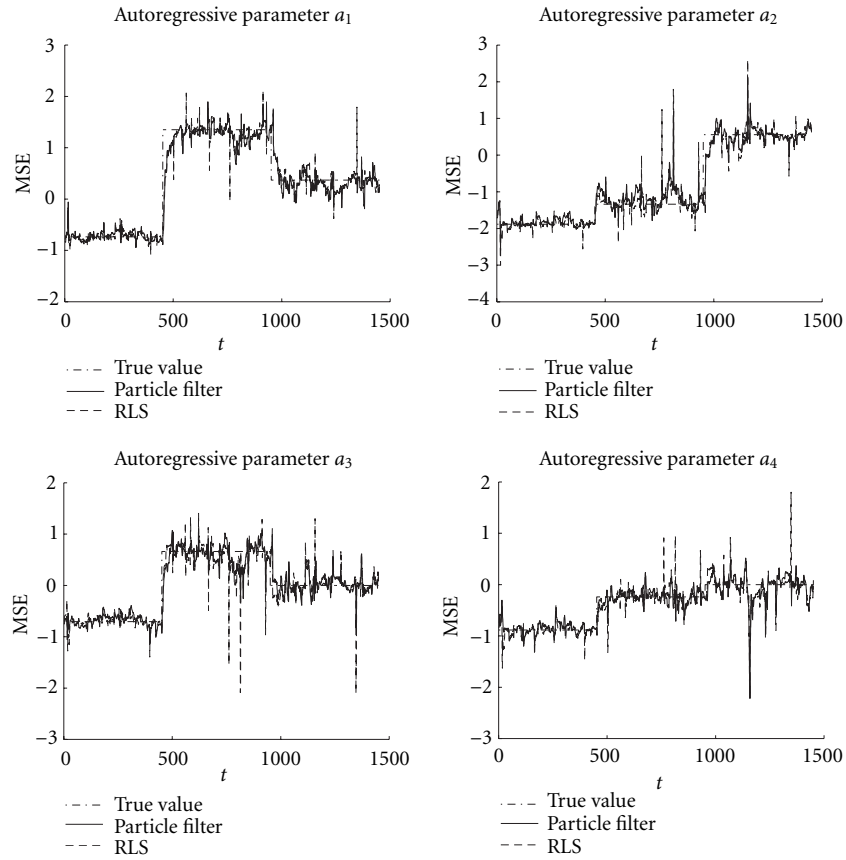 Autoregressive parameter a1
3
2
1
0
−1
−2
MSE
0
500
1000
1500
t
True value
Particle filter
RLS
Autoregressive parameter a2
3
2
1
0
−1
−2
−3
−4
MSE
0
500
1000
1500
t
True value
Particle filter
RLS
Autoregressive parameter a3
2
1
0
−1
−2
−3
MSE
0
500
1000
1500
t
True value
Particle filter
RLS
Autoregressive parameter a4
2
1
0
−1
−2
−3
MSE
0
500
1000
1500
t
True value
Particle filter
RLS